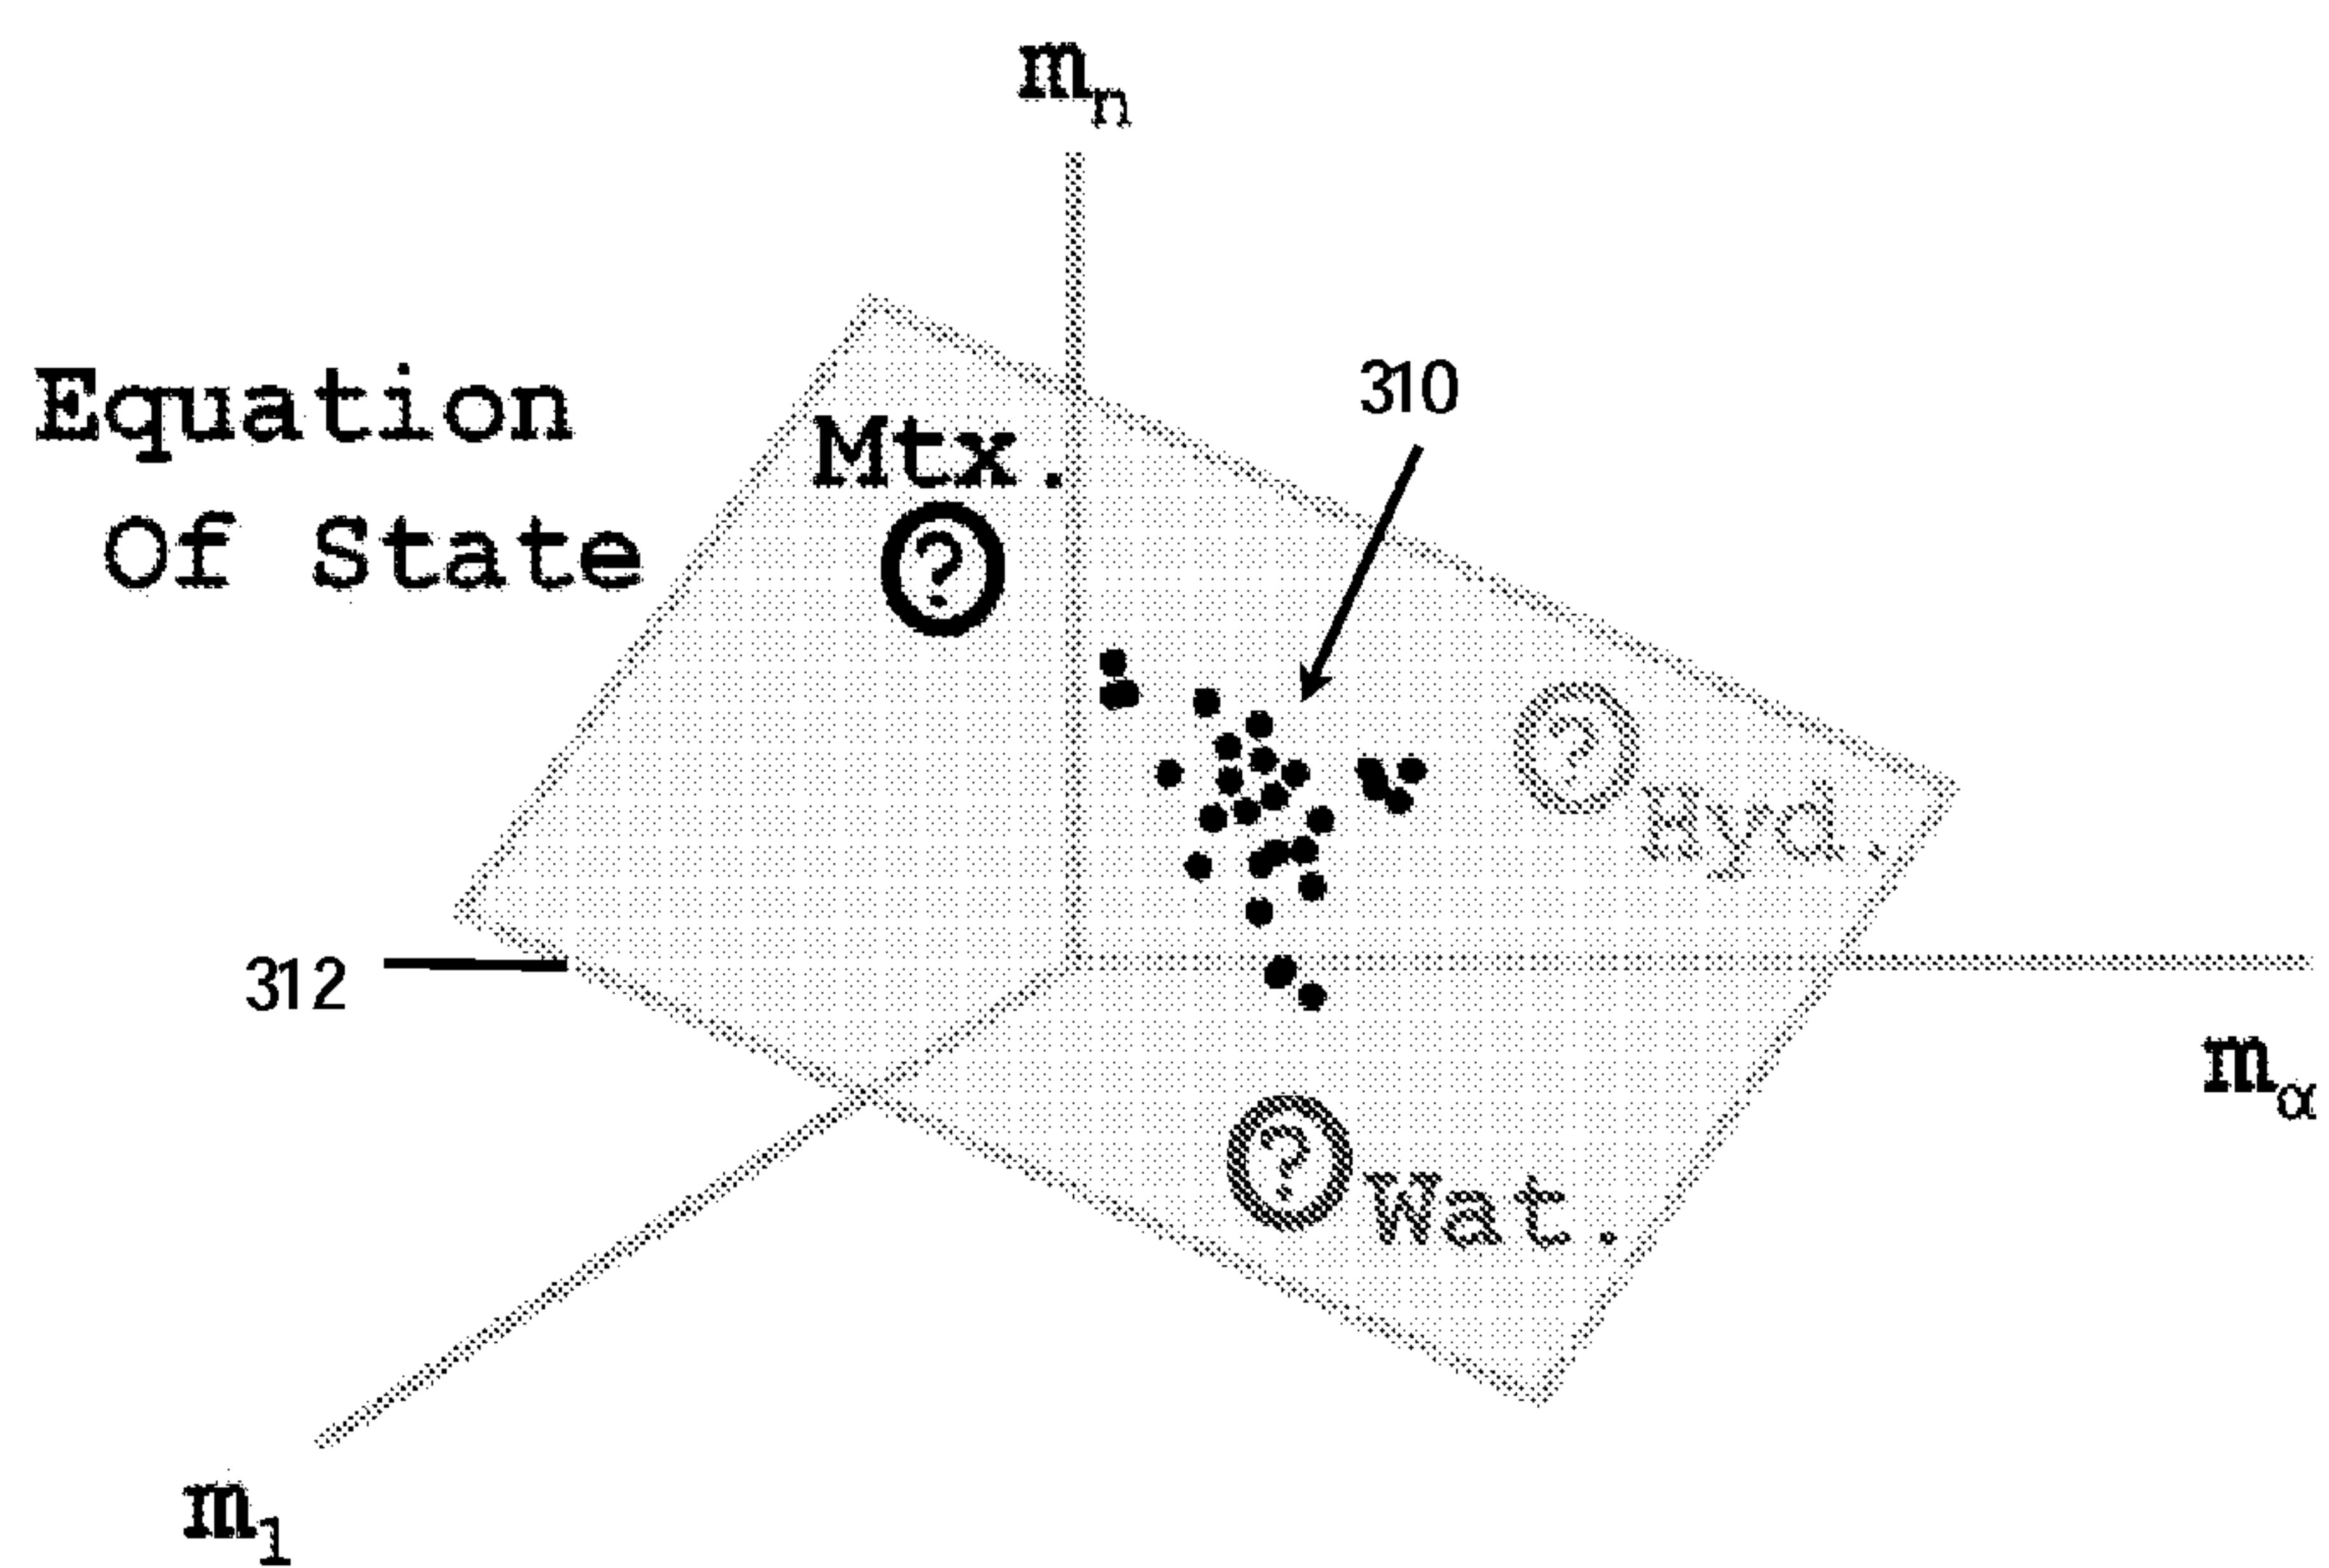 mₙ
310
Equation
Of State
Mtx.
?
?
Hyd.
312
mα
?
Wat.
m₁